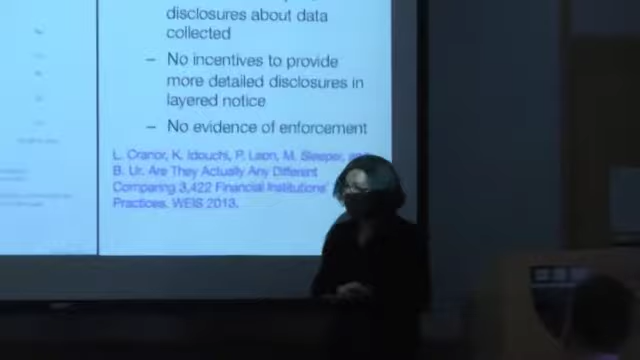 disclosures about data
collected
– No incentives to provide
more detailed disclosures in
layered notice
– No evidence of enforcement
L. Cranor, K. Idouchi, P. Leon, M. Sleeper,
B. Ur. Are They Actually Any Different
Comparing 3,422 Financial Institutions'
Practices. WEIS 2013.